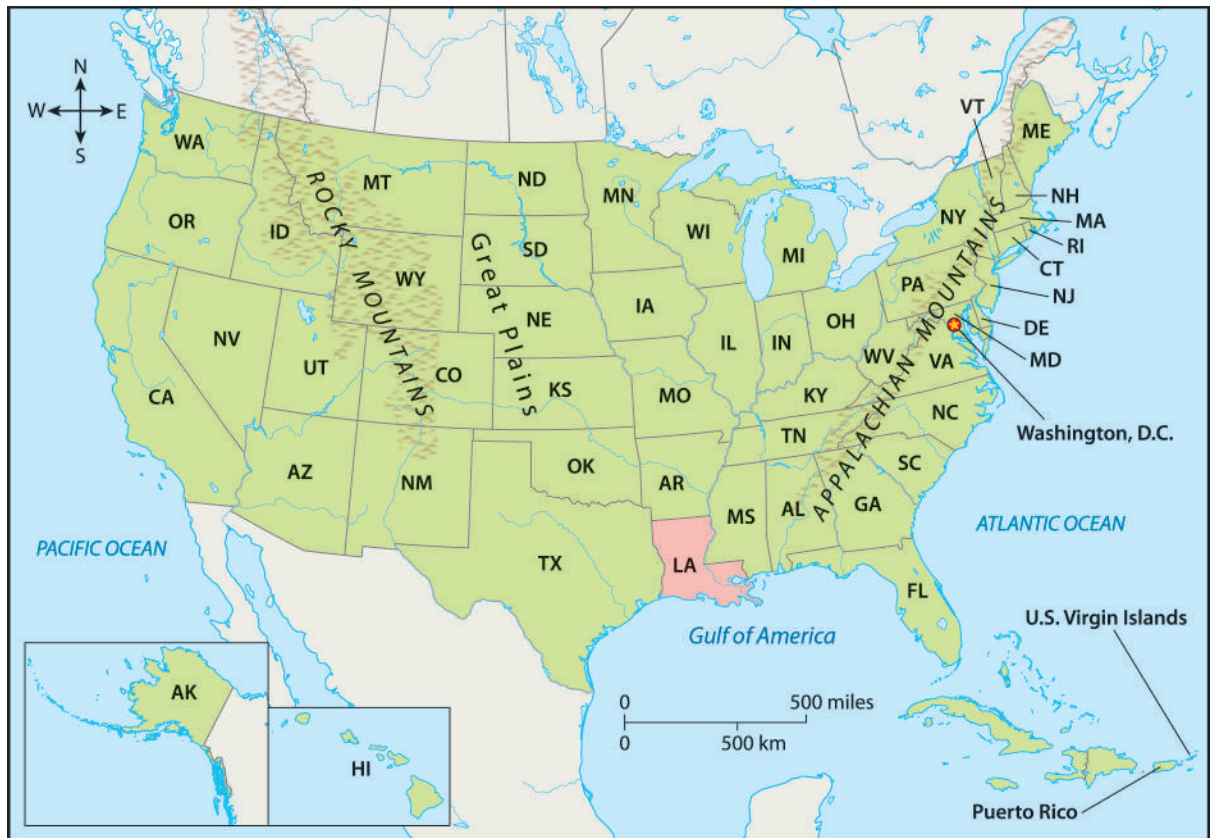 N
W E
S
WA
OR
CA
NV
ID
MT
WY
UT
CO
AZ
NM
ND
SD
NE
KS
OK
TX
MN
IA
MO
AR
LA
WI
IL
MI
IN
OH
KY
TN
MS
AL
GA
FL
SC
NC
VA
WV
PA
NY
VT
ME
NH
MA
RI
CT
NJ
DE
MD
Washington, D.C.
ROCKY MOUNTAINS
Great Plains
APPALACHIAN MOUNTAINS
PACIFIC OCEAN
ATLANTIC OCEAN
Gulf of America
U.S. Virgin Islands
Puerto Rico
AK
HI
0 500 miles
0 500 km